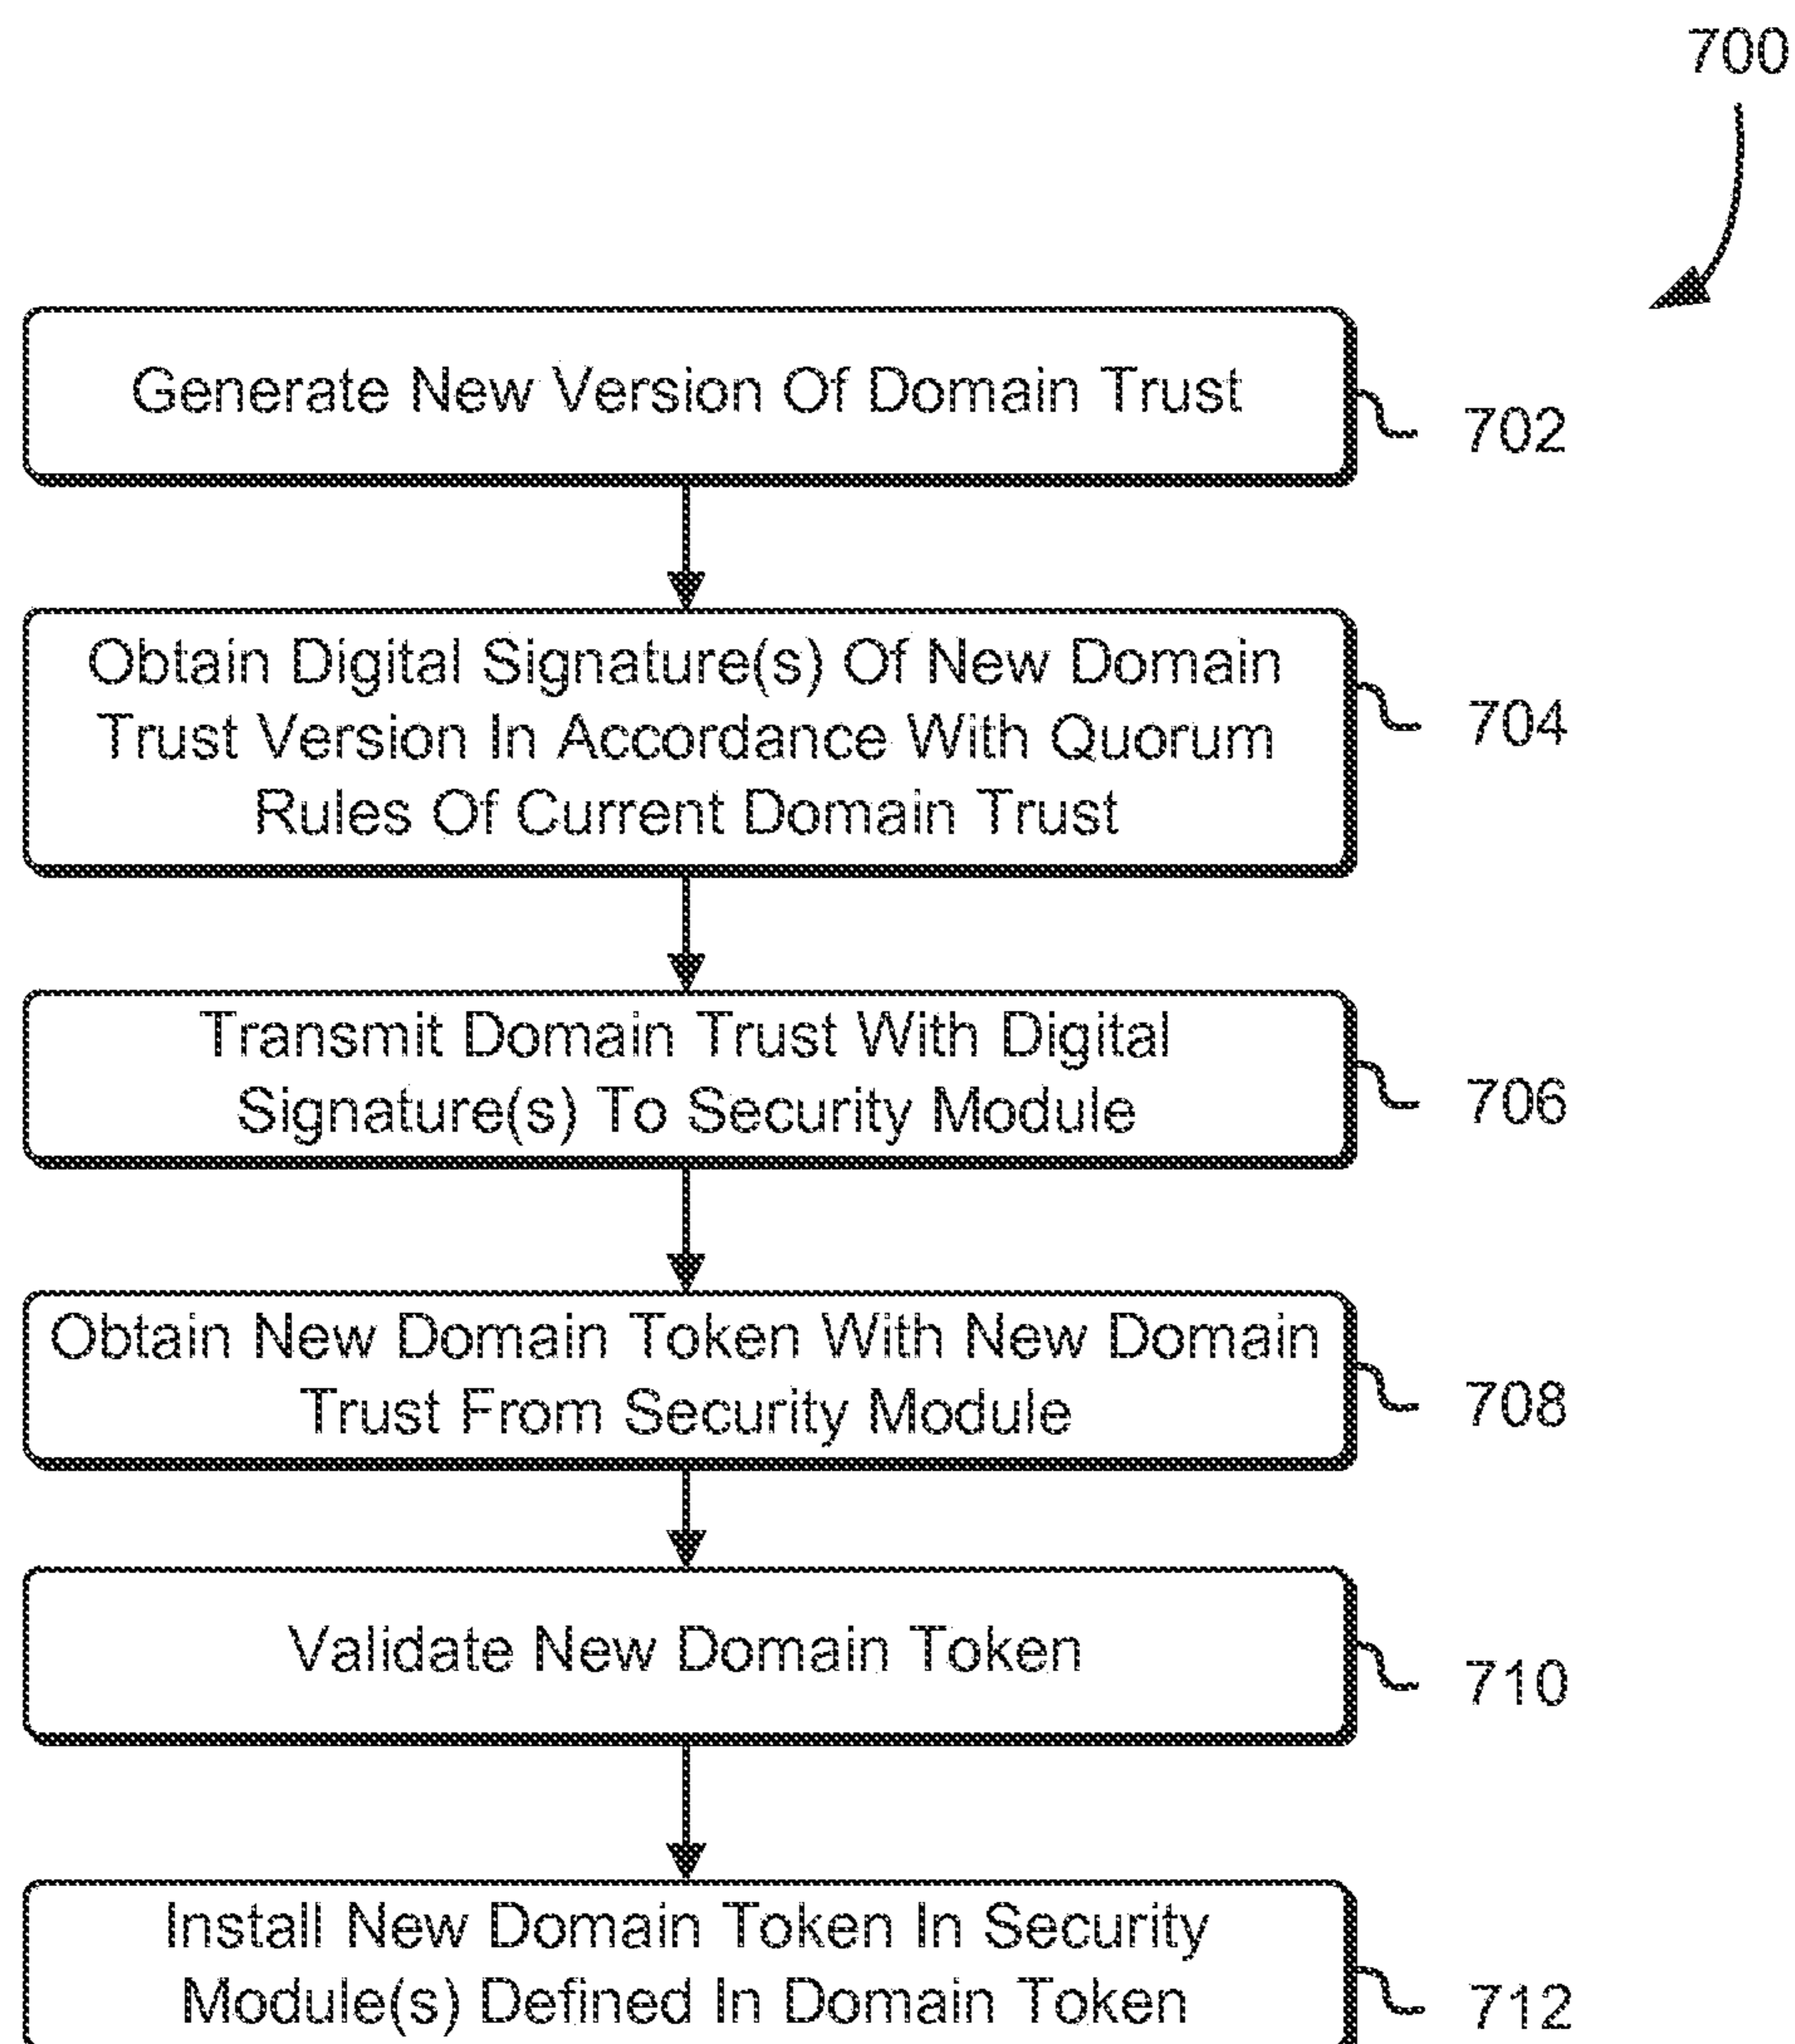 700
Generate New Version Of Domain Trust
702
Obtain Digital Signature(s) Of New Domain
Trust Version In Accordance With Quorum
Rules Of Current Domain Trust
704
Transmit Domain Trust With Digital
Signature(s) To Security Module
706
Obtain New Domain Token With New Domain
Trust From Security Module
708
Validate New Domain Token
710
Install New Domain Token In Security
Module(s) Defined In Domain Token
712